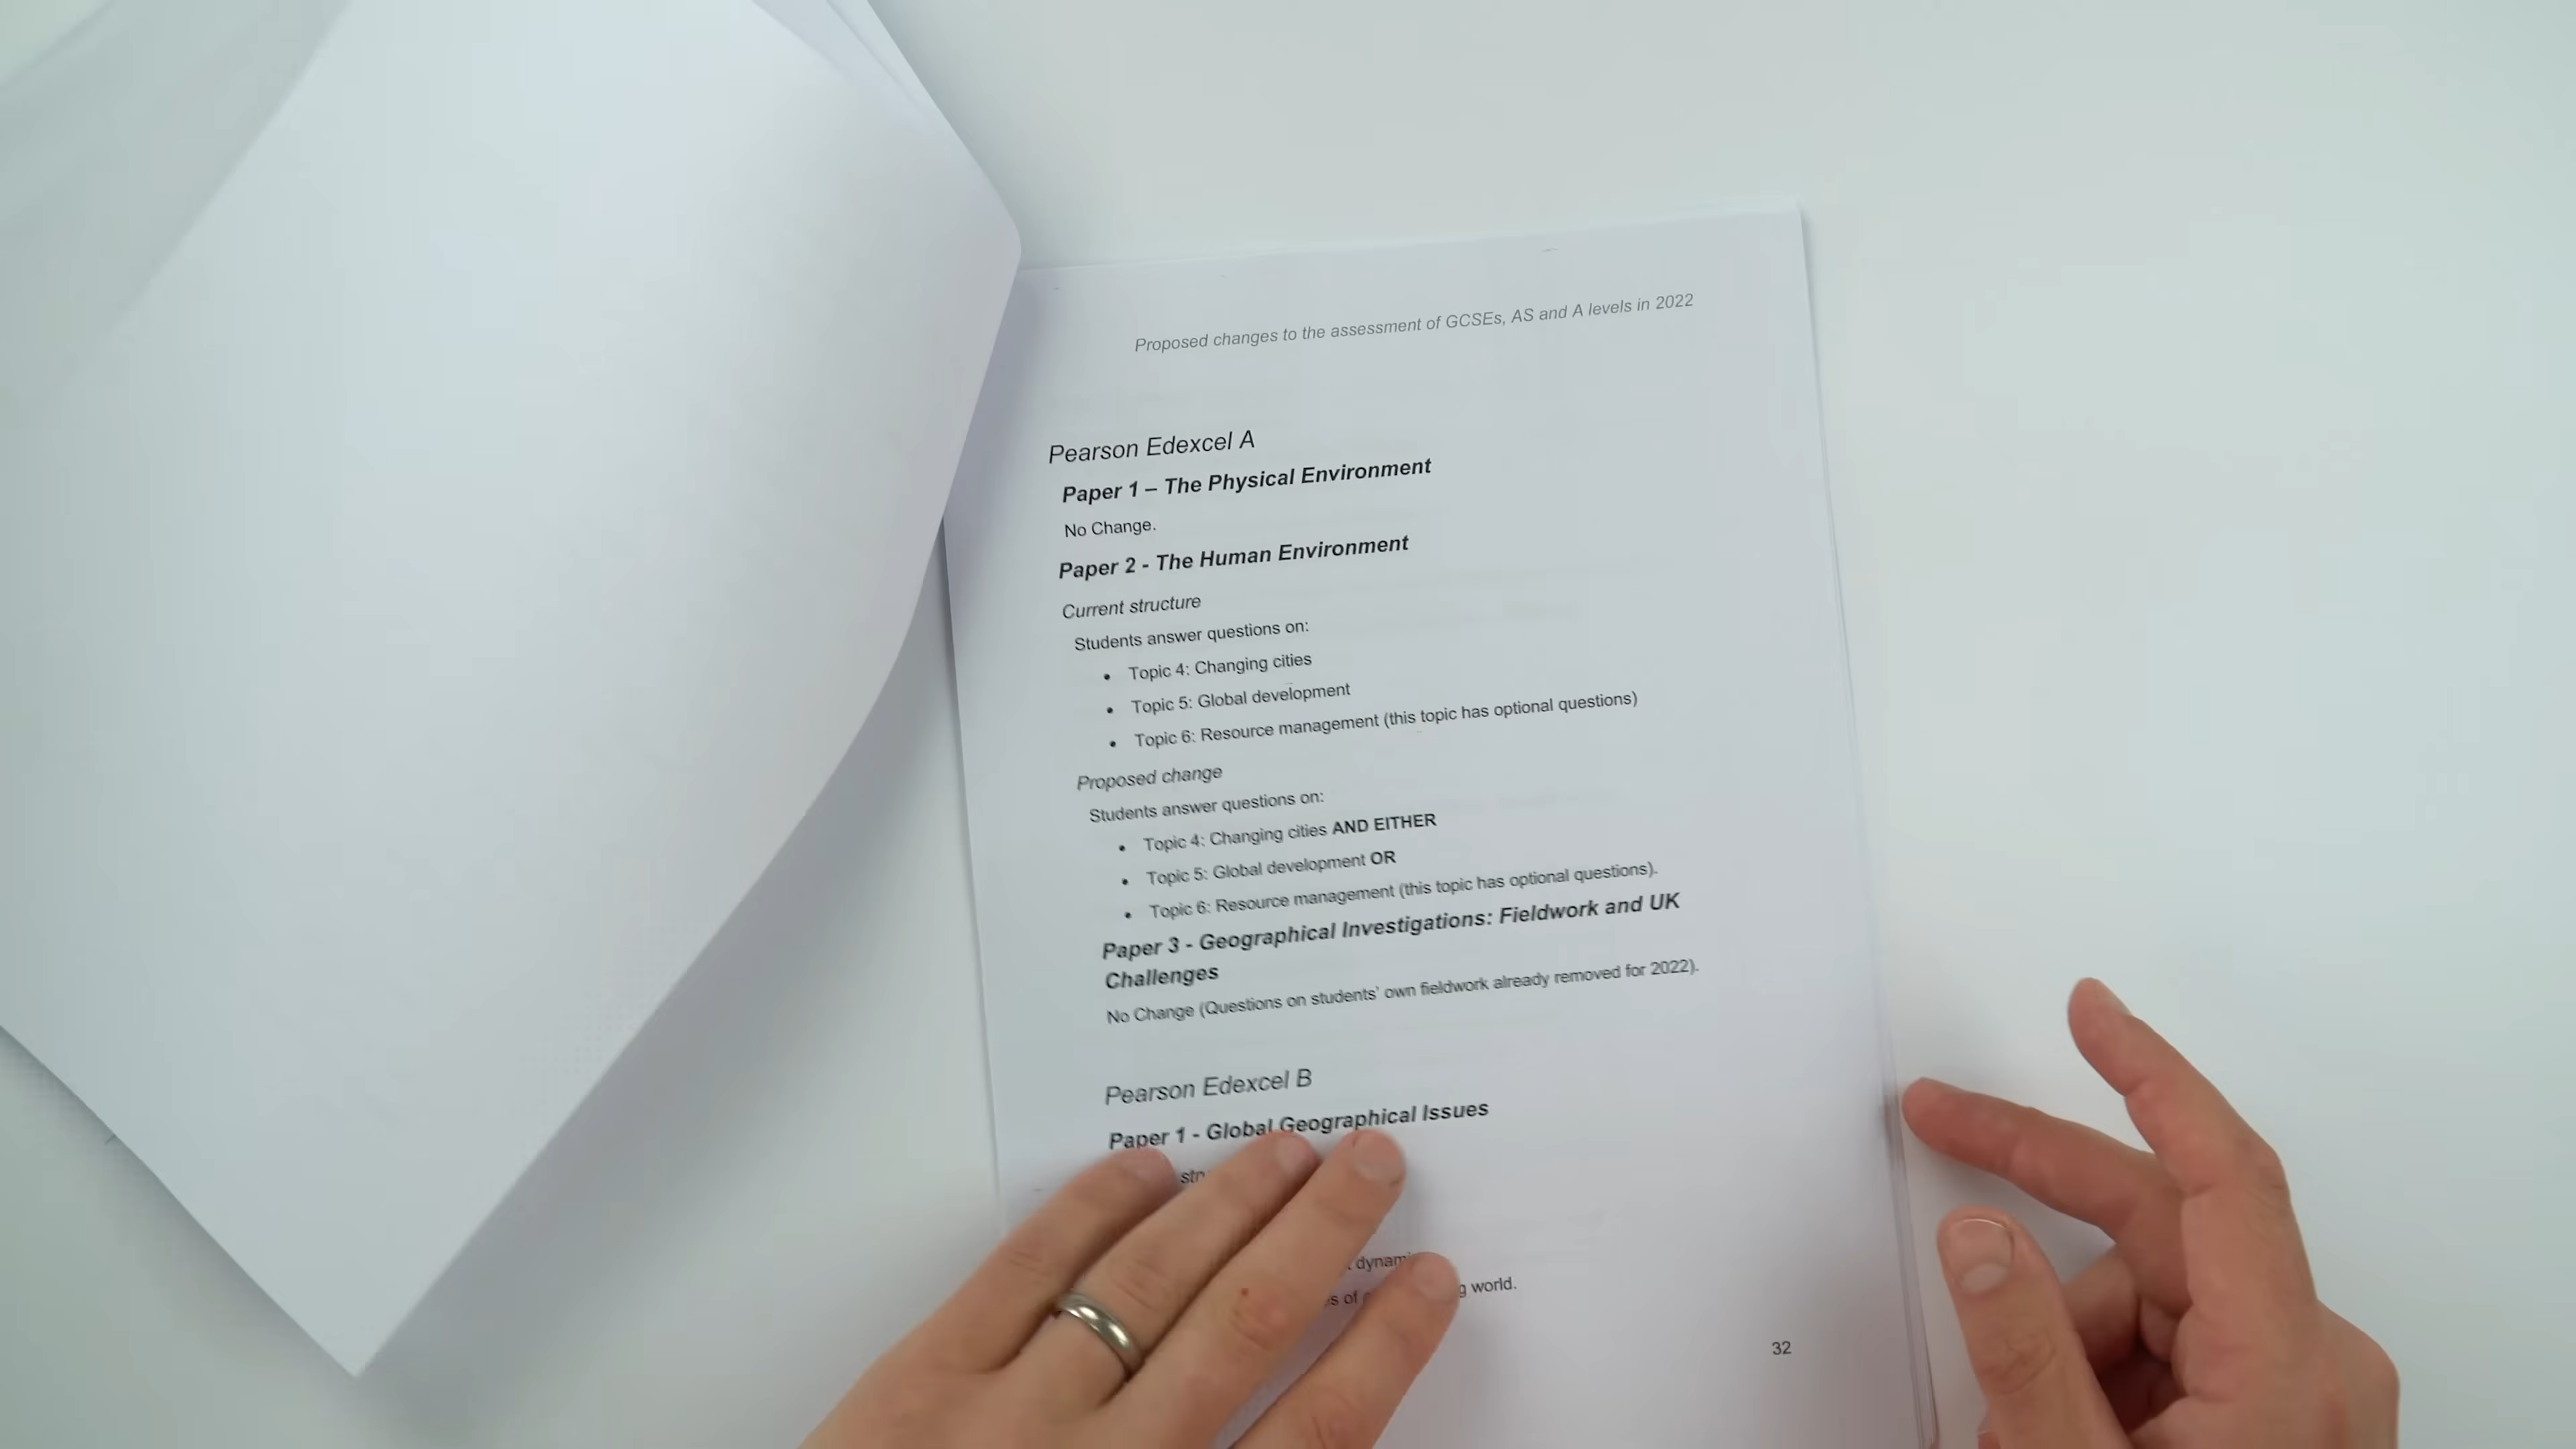 Proposed changes to the assessment of GCSEs, AS and A levels in 2022
Pearson Edexcel A
Paper 1 – The Physical Environment
No Change.
Paper 2 - The Human Environment
Current structure
Students answer questions on:
• Topic 4: Changing cities
• Topic 5: Global development
• Topic 6: Resource management (this topic has optional questions)
Proposed change
Students answer questions on:
• Topic 4: Changing cities AND EITHER
• Topic 5: Global development OR
• Topic 6: Resource management (this topic has optional questions).
Paper 3 - Geographical Investigations: Fieldwork and UK
Challenges
No Change (Questions on students' own fieldwork already removed for 2022).
Pearson Edexcel B
Paper 1 - Global Geographical Issues
of
world.
32